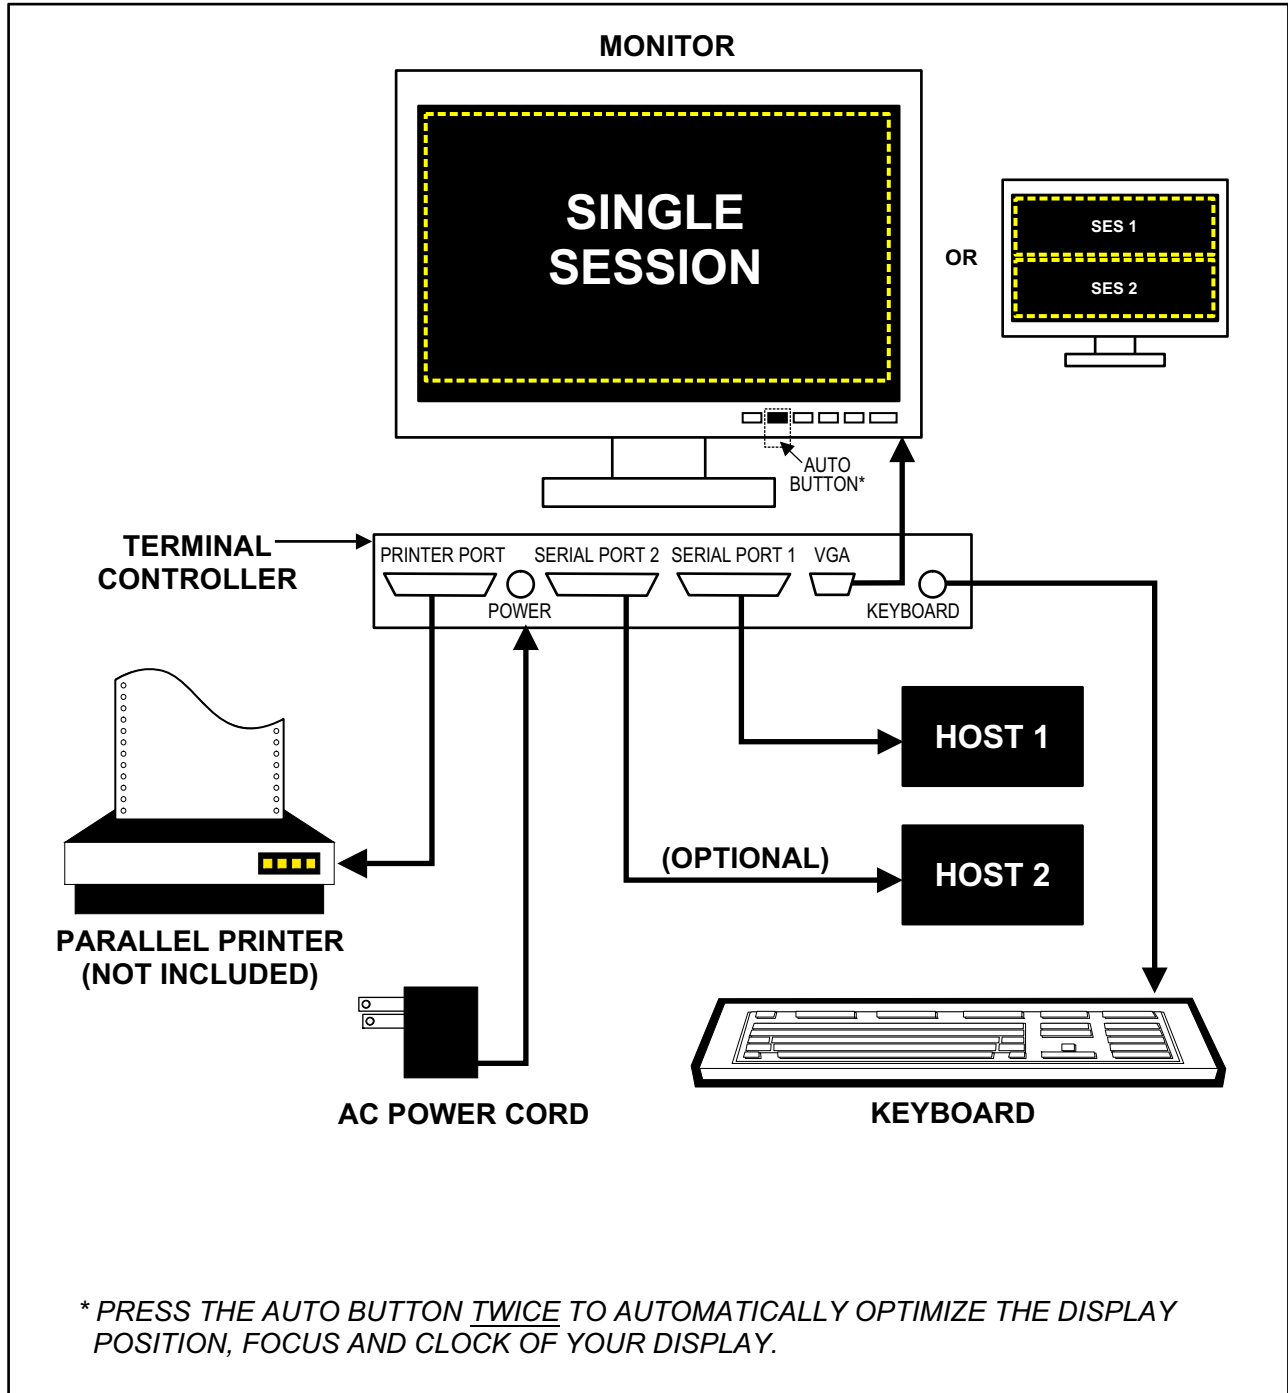 MONITOR
SINGLE
SESSION
OR
SES 1
SES 2
AUTO
BUTTON*
TERMINAL
CONTROLLER
PRINTER PORT
SERIAL PORT 2
SERIAL PORT 1
VGA
POWER
KEYBOARD
HOST 1
(OPTIONAL)
HOST 2
PARALLEL PRINTER
(NOT INCLUDED)
AC POWER CORD
KEYBOARD
* PRESS THE AUTO BUTTON TWICE TO AUTOMATICALLY OPTIMIZE THE DISPLAY
POSITION, FOCUS AND CLOCK OF YOUR DISPLAY.